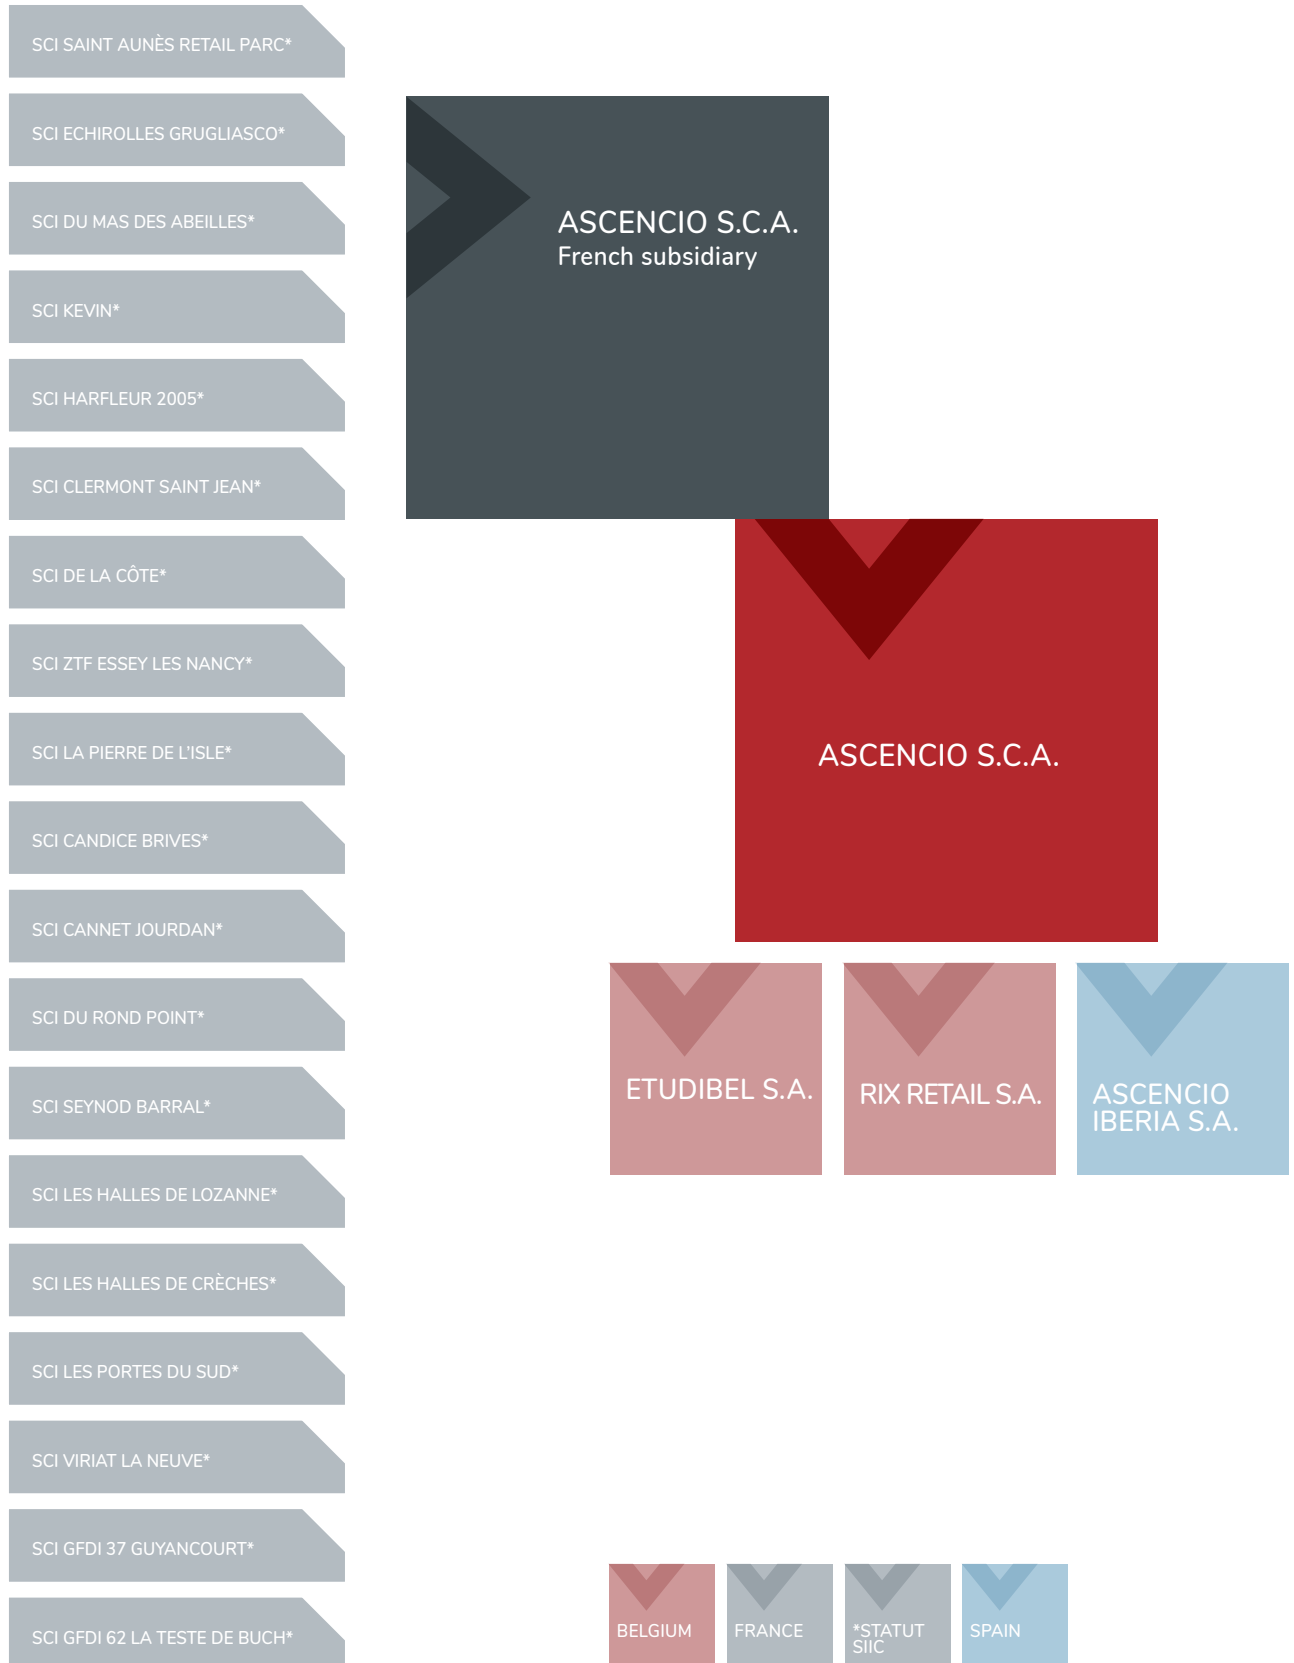 SCI SAINT AUNÈS RETAIL PARC*
SCI ECHIROLLES GRUGLIASCO*
SCI DU MAS DES ABEILLES*
SCI KEVIN*
SCI HARFLEUR 2005*
SCI CLERMONT SAINT JEAN*
SCI DE LA CÔTE*
SCI ZTF ESSEY LES NANCY*
SCI LA PIERRE DE L'ISLE*
SCI CANDICE BRIVES*
SCI CANNET JOURDAN*
SCI DU ROND POINT*
SCI SEYNOD BARRAL*
SCI LES HALLES DE LOZANNE*
SCI LES HALLES DE CRÈCHES*
SCI LES PORTES DU SUD*
SCI VIRIAT LA NEUVE*
SCI GFDI 37 GUYANCOURT*
SCI GFDI 62 LA TESTE DE BUCH*
ASCENCIO S.C.A.
French subsidiary
ASCENCIO S.C.A.
ETUDIBEL S.A.
RIX RETAIL S.A.
ASCENCIO
IBERIA S.A.
BELGIUM
FRANCE
*STATUT
SIIC
SPAIN